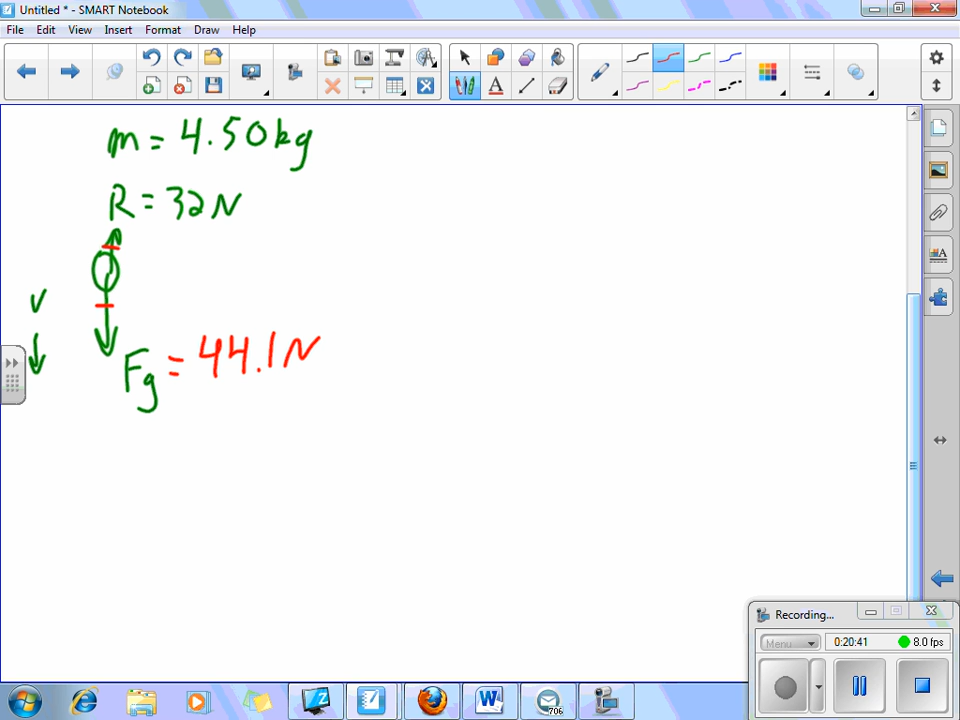 Untitled * - SMART Notebook
File Edit View Insert Format Draw Help
m = 4.50kg
R = 32N
v
Fg = 44.1N
Recording...
Menu
0:20:41
8.0 fps
706